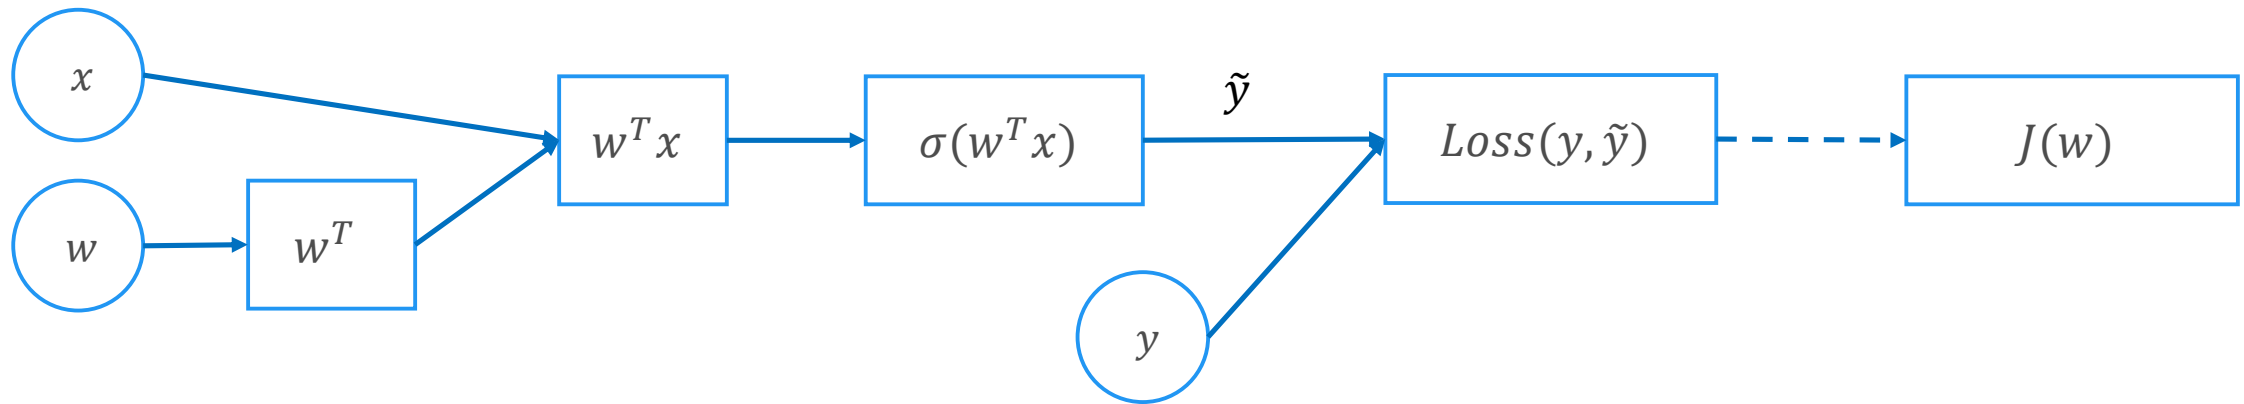 x
w
w^T
w^T x
σ(w^T x)
ỹ
y
Loss(y, ỹ)
J(w)